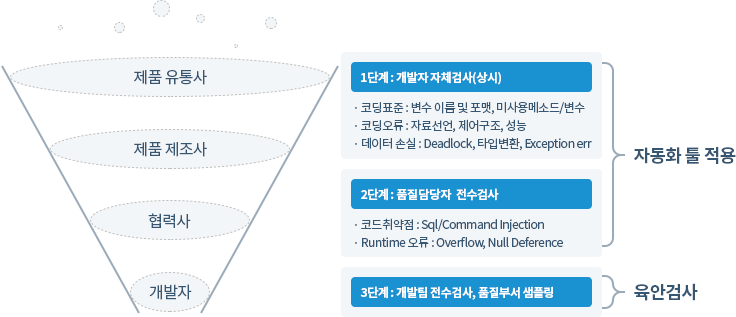 제품 유통사
제품 제조사
협력사
개발자
1단계 : 개발자 자체검사(상시)
· 코딩표준 : 변수 이름 및 포맷, 미사용메소드/변수
· 코딩오류 : 자료선언, 제어구조, 성능
· 데이터 손실 : Deadlock, 타입변환, Exception err
2단계 : 품질담당자 전수검사
· 코드취약점 : Sql/Command Injection
· Runtime 오류 : Overflow, Null Deference
자동화 툴 적용
3단계 : 개발팀 전수검사, 품질부서 샘플링
육안검사